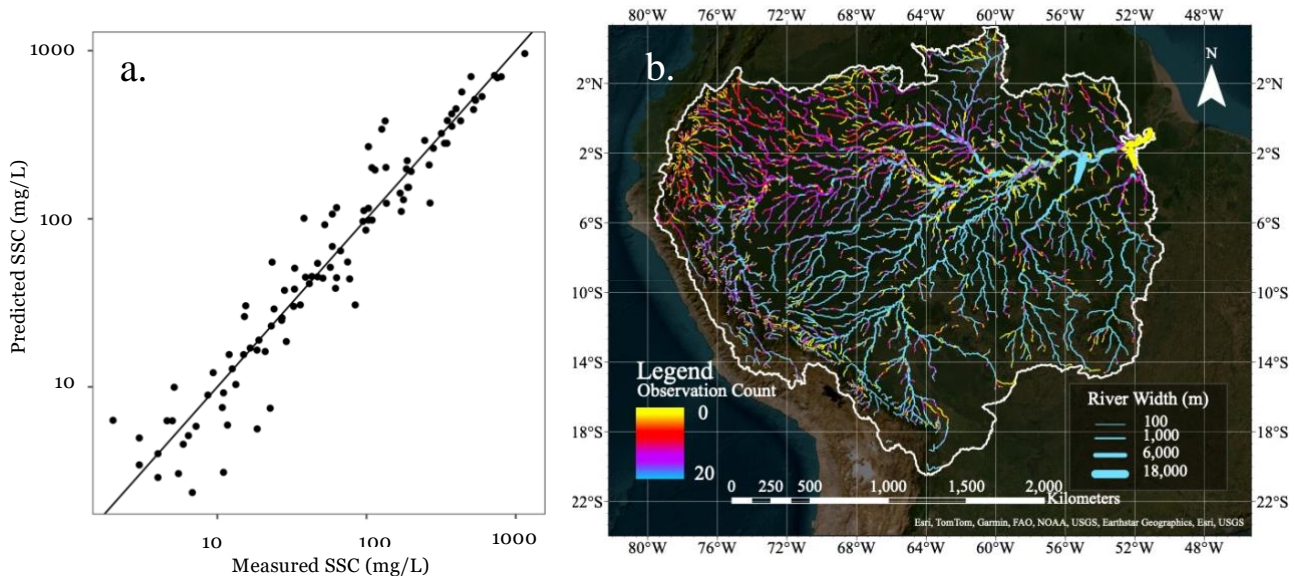 a.
1000
100
10
Predicted SSC (mg/L)
10
100
1000
Measured SSC (mg/L)
80°W 76°W 72°W 68°W 64°W 60°W 56°W 52°W 48°W
b.
N
2°N
2°S
6°S
10°S
14°S
18°S
22°S
2°N
2°S
6°S
10°S
14°S
18°S
22°S
Legend
Observation Count
0
20
River Width (m)
100
1,000
6,000
18,000
0 250 500 1,000 1,500 2,000
Kilometers
Esri, TomTom, Garmin, FAO, NOAA, USGS, Earthstar Geographics, Esri, USGS
80°W 76°W 72°W 68°W 64°W 60°W 56°W 52°W 48°W